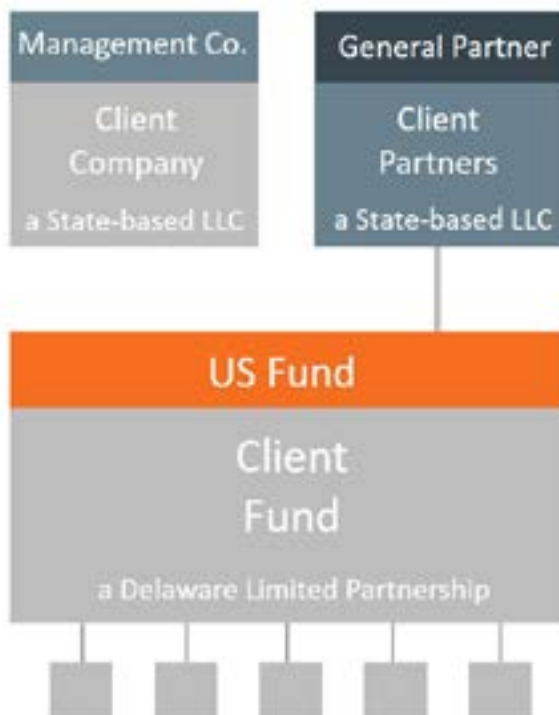 Management Co.
Client
Company
a State-based LLC
General Partner
Client
Partners
a State-based LLC
US Fund
Client
Fund
a Delaware Limited Partnership